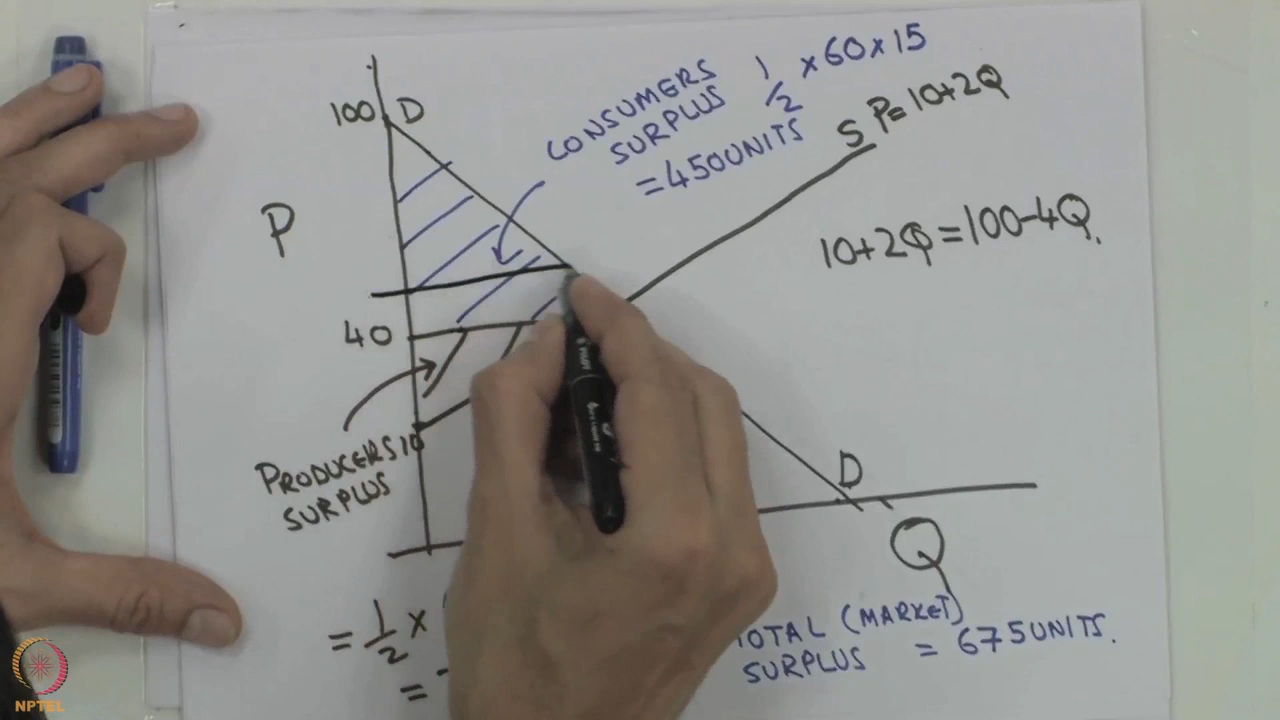 100 D
CONSUMERS
SURPLUS
1/2 × 60 × 15
= 450 UNITS
S P = 10+2Q
10+2Q = 100-4Q.
P
40
10
PRODUCERS
SURPLUS
D
Q
= 1/2 ×
=
TOTAL (MARKET)
SURPLUS = 675 UNITS.
NPTEL